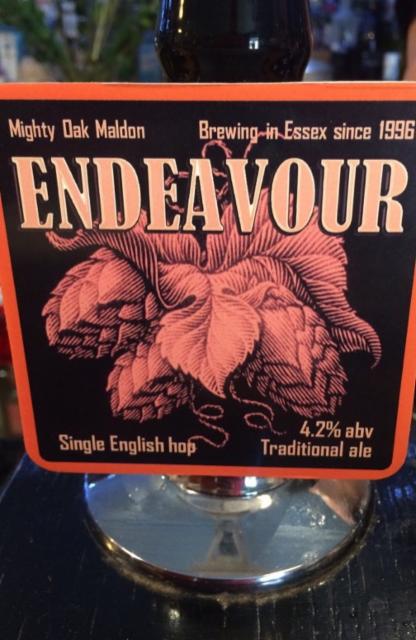 Mighty Oak Maldon Brewing in Essex since 1996
ENDEAVOUR
4.2% abv
Single English hop Traditional ale